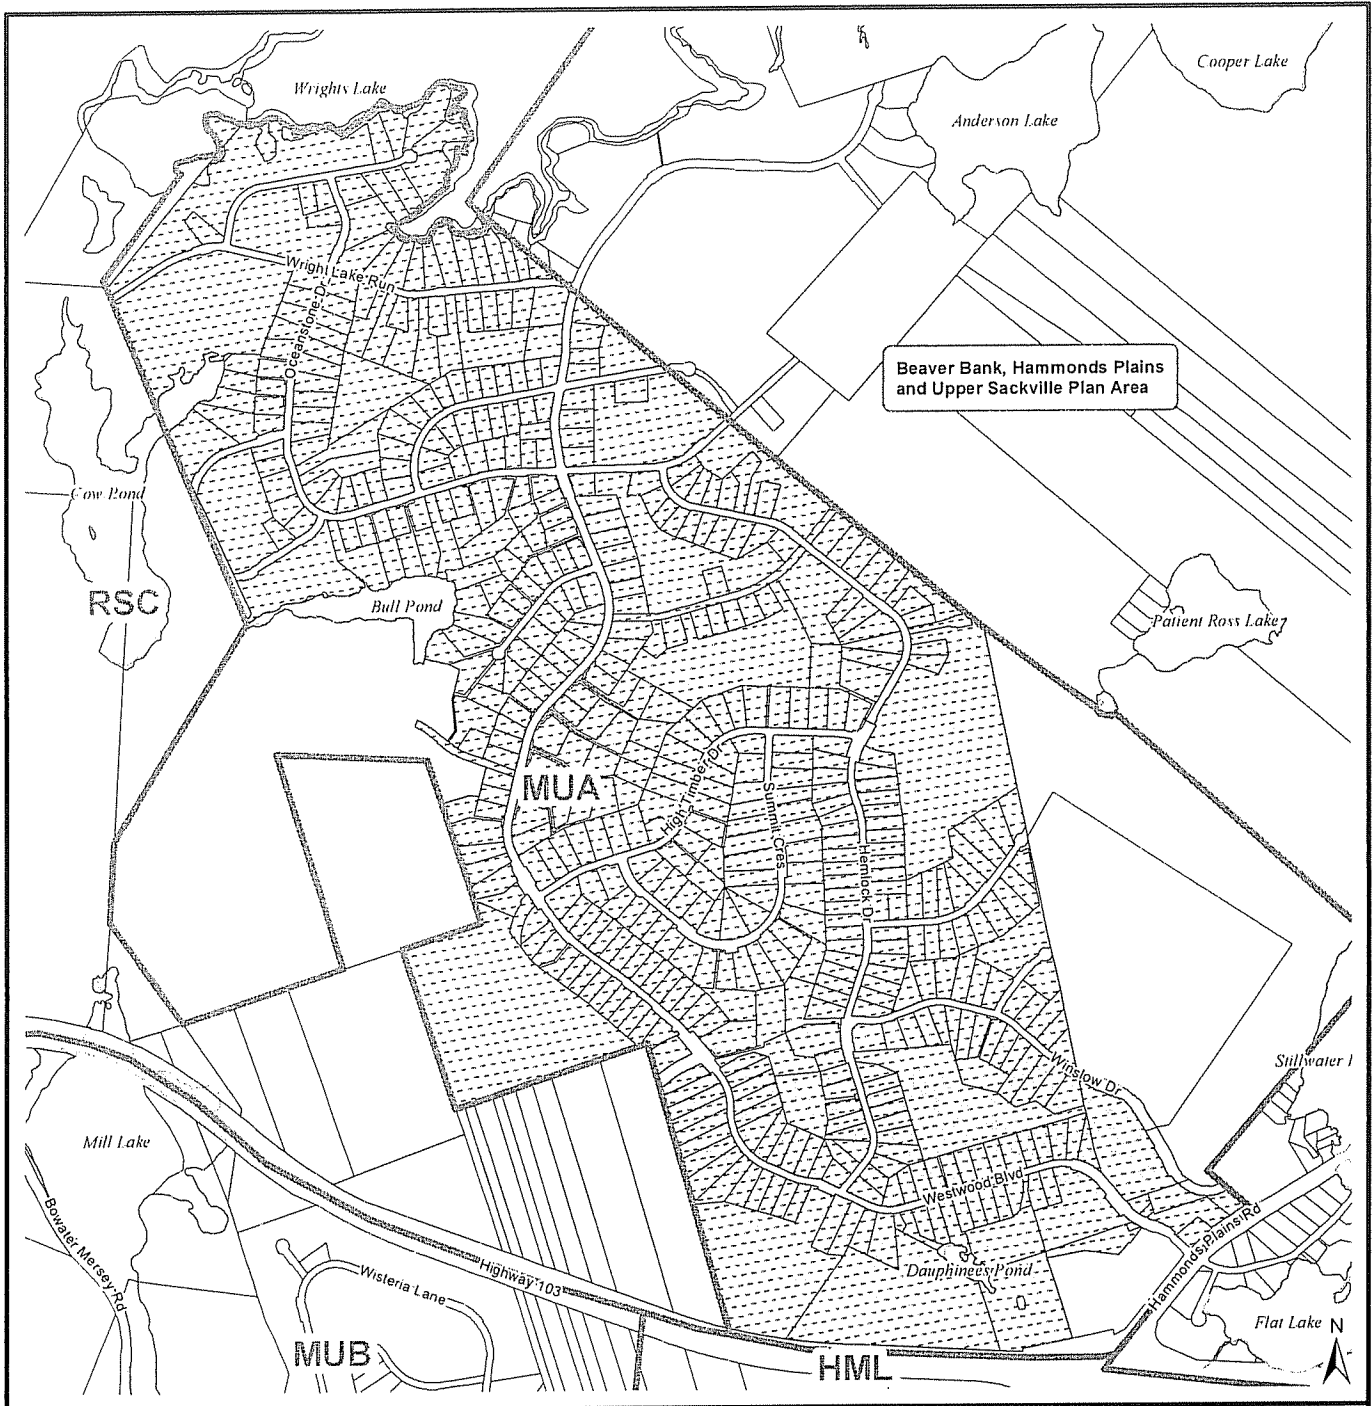 Cooper Lake
Wrights Lake
Anderson Lake
Wright Lake Run
Oceanstone Dr
Beaver Bank, Hammonds Plains
and Upper Sackville Plan Area
Cow Pond
RSC
Bull Pond
Patient Ross Lake
MUA
High Timber Dr
Summit Cres
Hemlock Dr
Winslow Dr
Stillwater
Mill Lake
Westwood Blvd
Bowater Mersey Rd
Hammonds Plains Rd
Dauphinees Pond
Highway 103
Wisteria Lane
Flat Lake
N
MUB
HML